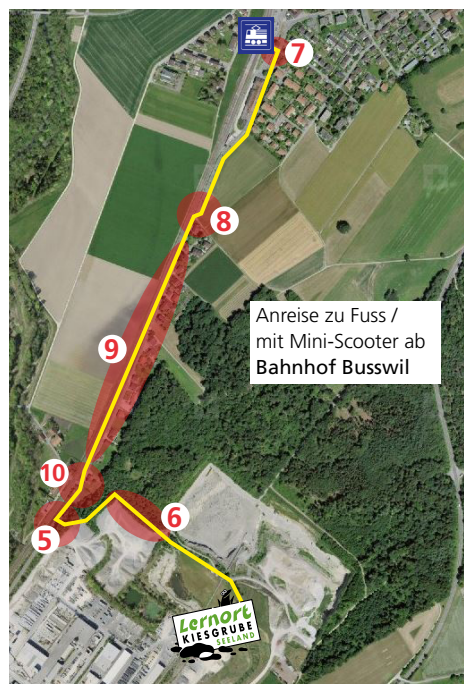 7
8
Anreise zu Fuss /
mit Mini-Scooter ab
Bahnhof Busswil
9
10
6
5
Lernort
KIESGRUBE
SEELAND